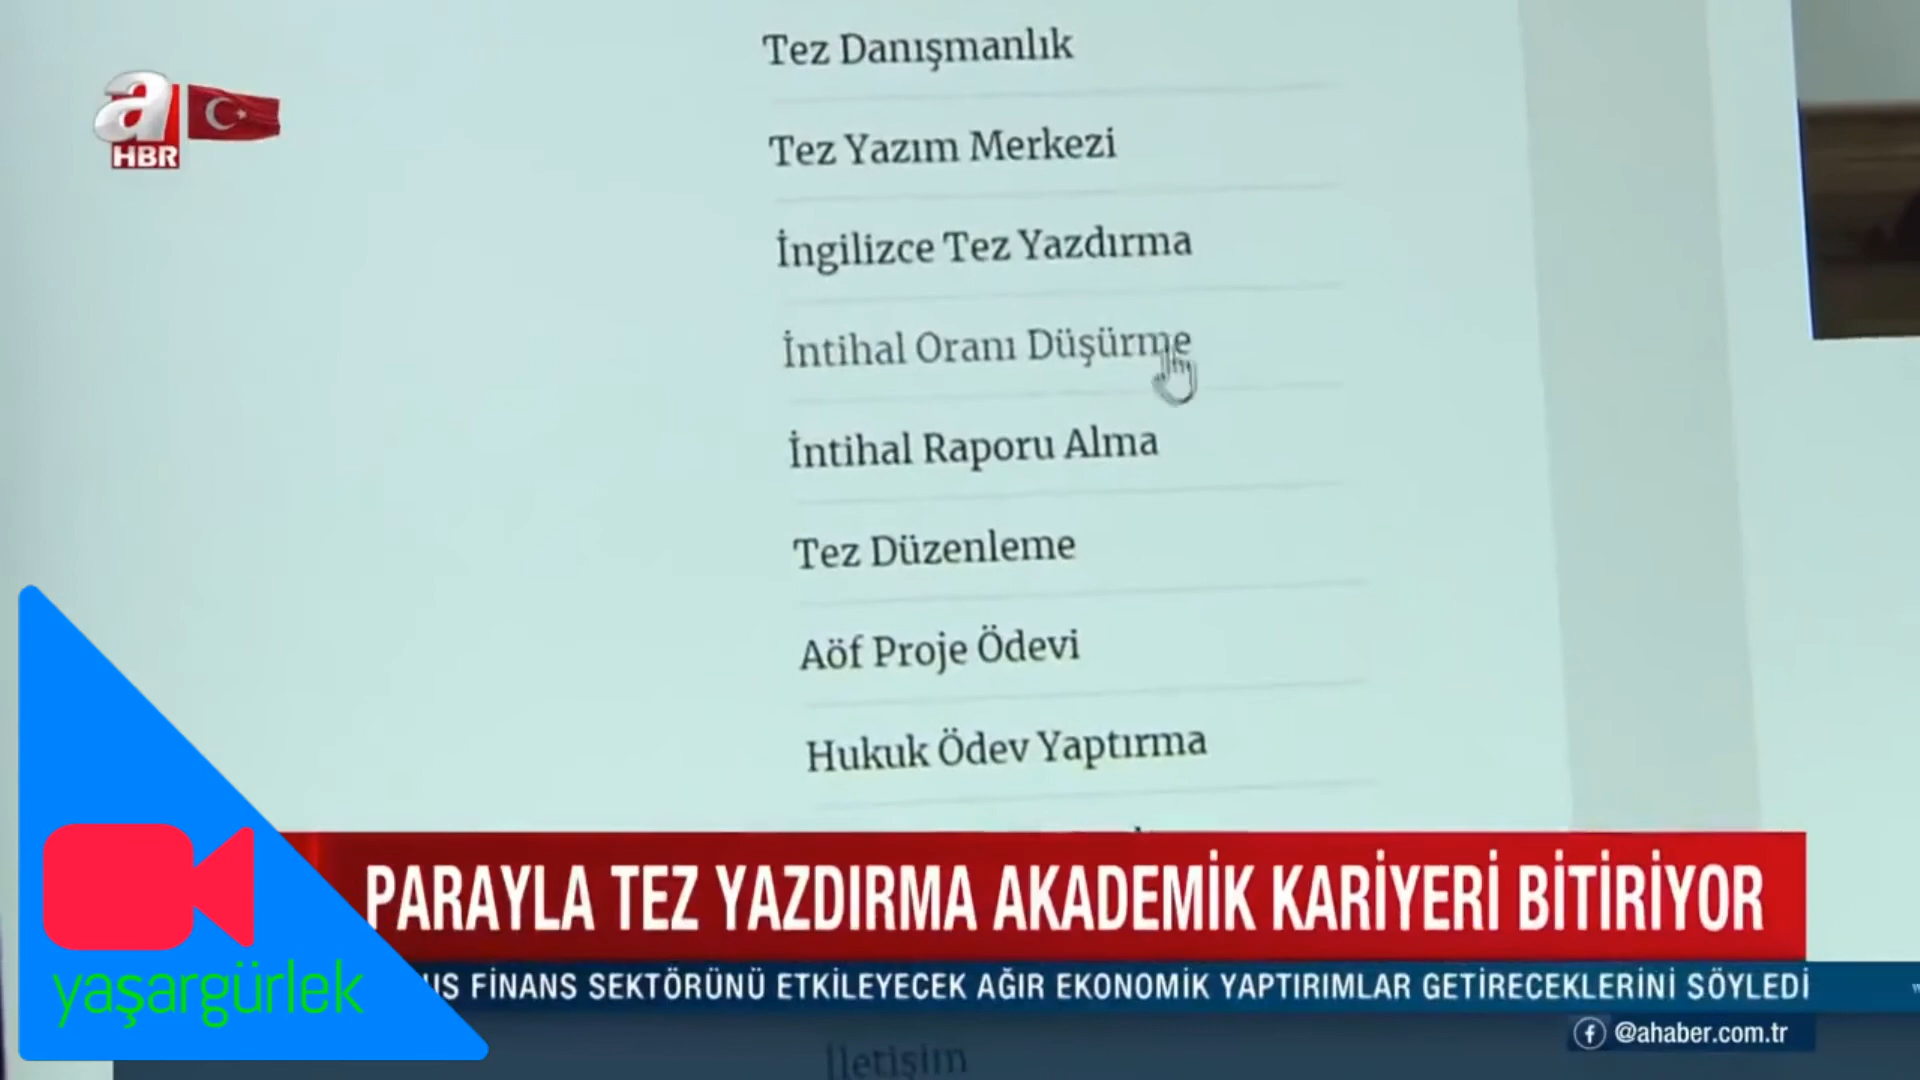 Tez Danışmanlık
a
HBR
Tez Yazım Merkezi
İngilizce Tez Yazdırma
İntihal Oranı Düşürme
İntihal Raporu Alma
Tez Düzenleme
Aöf Proje Ödevi
Hukuk Ödev Yaptırma
PARAYLA TEZ YAZDIRMA AKADEMİK KARİYERİ BİTİRİYOR
yaşargürlek
FİNANS SEKTÖRÜNÜ ETKİLEYECEK AĞIR EKONOMİK YAPTIRIMLAR GETİRECEKLERİNİ SÖYLEDİ
@ahaber.com.tr
İletişim